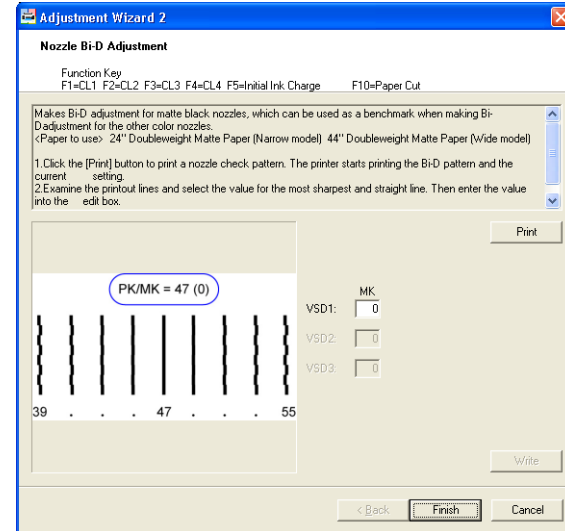 Adjustment Wizard 2
Nozzle Bi-D Adjustment
Function Key
F1=CL1 F2=CL2 F3=CL3 F4=CL4 F5=Initial Ink Charge F10=Paper Cut
Makes Bi-D adjustment for matte black nozzles, which can be used as a benchmark when making Bi-
Dadjustment for the other color nozzles.
<Paper to use> 24'' Doubleweight Matte Paper (Narrow model) 44'' Doubleweight Matte Paper (Wide model)
1.Click the [Print] button to print a nozzle check pattern. The printer starts printing the Bi-D pattern and the
current setting.
2.Examine the printout lines and select the value for the most sharpest and straight line. Then enter the value
into the edit box.
Print
PK/MK = 47 (0)
MK
VSD1: 0
VSD2: 0
VSD3: 0
39 . . . 47 . . . 55
Write
< Back Finish Cancel